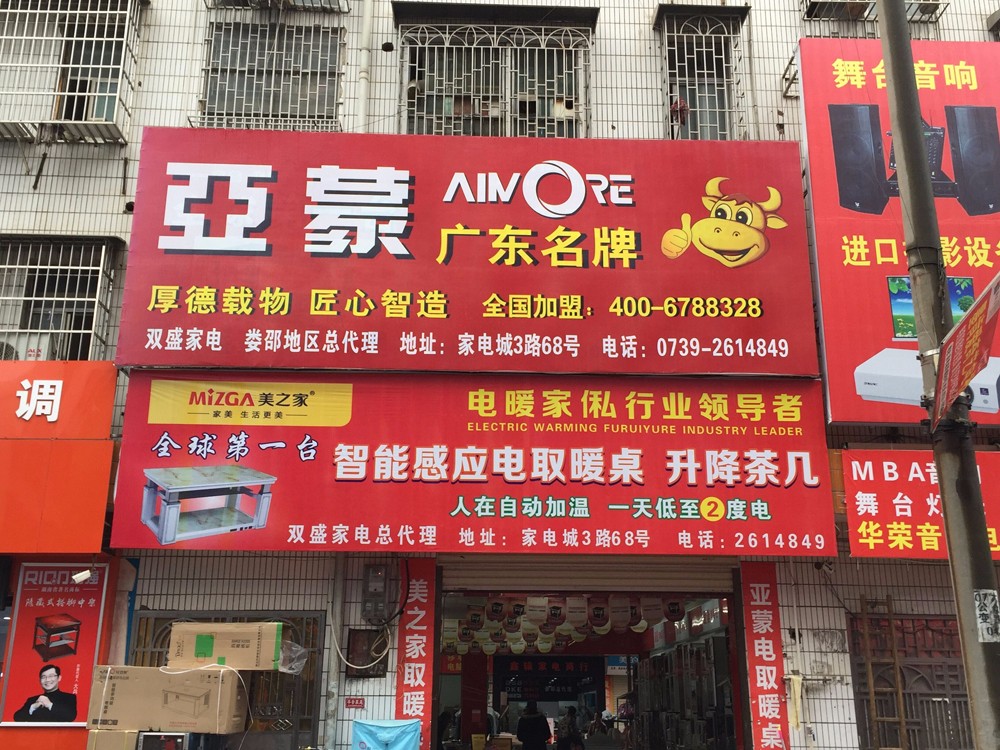 亞蒙 AIMORE
广东名牌
厚德载物 匠心智造 全国加盟：400-6788328
双盛家电 娄邵地区总代理 地址：家电城3路68号 电话：0739-2614849
MiZGA 美之家®
家美 生活更美
电暖家俬行业领导者
ELECTRIC WARMING FURUIYURE INDUSTRY LEADER
全球第一台
智能感应电取暖桌 升降茶几
人在自动加温 一天低至2度电
双盛家电总代理 地址：家电城3路68号 电话：2614849
舞台音响
进口
影设
MBA音
舞台
华荣音
调
美之家取暖
亚蒙电取暖桌